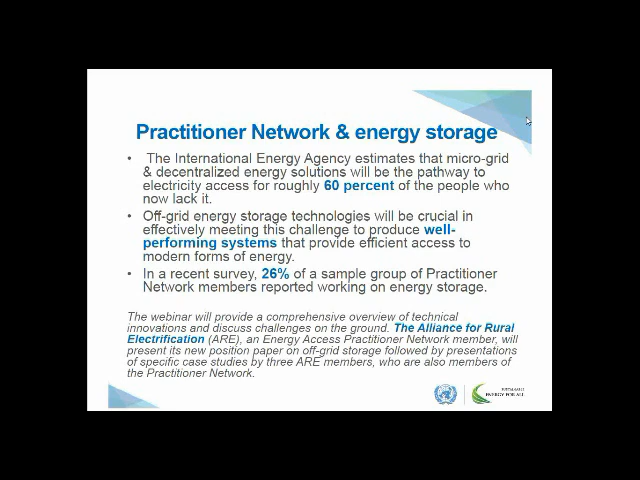 Practitioner Network & energy storage
• The International Energy Agency estimates that micro-grid
& decentralized energy solutions will be the pathway to
electricity access for roughly 60 percent of the people who
now lack it.
• Off-grid energy storage technologies will be crucial in
effectively meeting this challenge to produce well-
performing systems that provide efficient access to
modern forms of energy.
• In a recent survey, 26% of a sample group of Practitioner
Network members reported working on energy storage.
The webinar will provide a comprehensive overview of technical
innovations and discuss challenges on the ground. The Alliance for Rural
Electrification (ARE), an Energy Access Practitioner Network member, will
present its new position paper on off-grid storage followed by presentations
of specific case studies by three ARE members, who are also members of
the Practitioner Network.
ENERGY FOR ALL